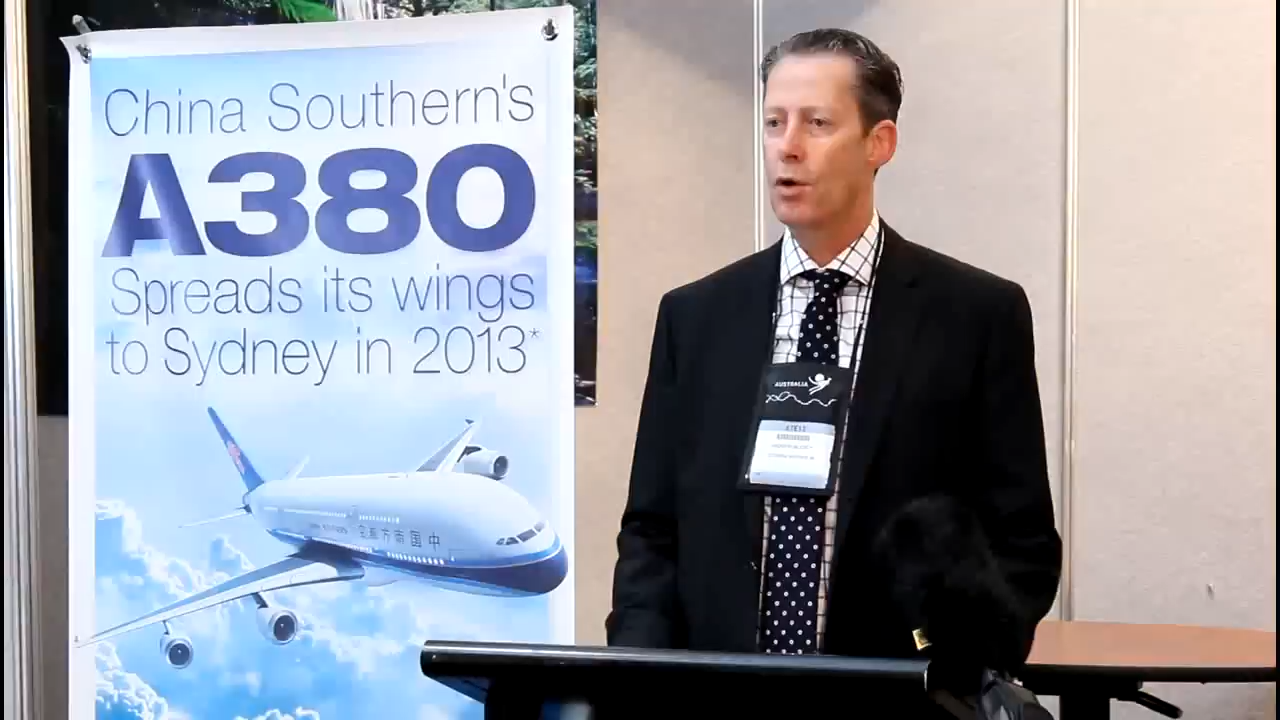 China Southern's
A380
Spreads its wings
to Sydney in 2013*
中国南方航空
AUSTRALIA